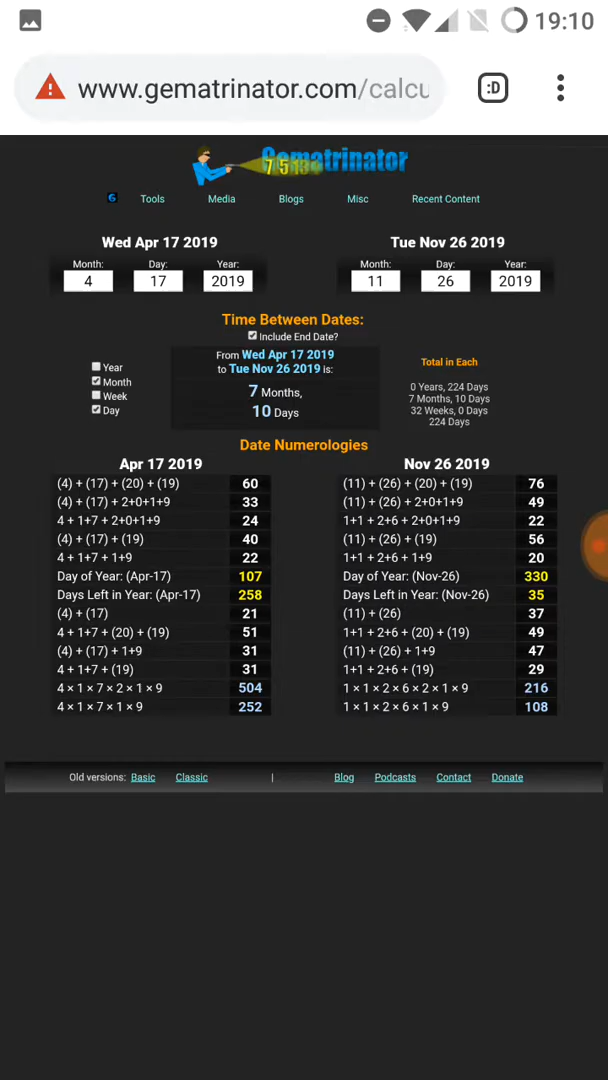 19:10
www.gematrinator.com/calcu
:D
Gematrinator
Tools Media Blogs Misc Recent Content
Wed Apr 17 2019 Tue Nov 26 2019
Month: Day: Year: Month: Day: Year:
4 17 2019 11 26 2019
Time Between Dates:
Include End Date?
From Wed Apr 17 2019
to Tue Nov 26 2019 is:
7 Months,
10 Days
Year
Month
Week
Day
Total in Each
0 Years, 224 Days
7 Months, 10 Days
32 Weeks, 0 Days
224 Days
Date Numerologies
Apr 17 2019
(4) + (17) + (20) + (19) 60
(4) + (17) + 2+0+1+9 33
4 + 1+7 + 2+0+1+9 24
(4) + (17) + (19) 40
4 + 1+7 + 1+9 22
Day of Year: (Apr-17) 107
Days Left in Year: (Apr-17) 258
(4) + (17) 21
4 + 1+7 + (20) + (19) 51
(4) + (17) + 1+9 31
4 + 1+7 + (19) 31
4 × 1 × 7 × 2 × 1 × 9 504
4 × 1 × 7 × 1 × 9 252
Nov 26 2019
(11) + (26) + (20) + (19) 76
(11) + (26) + 2+0+1+9 49
1+1 + 2+6 + 2+0+1+9 22
(11) + (26) + (19) 56
1+1 + 2+6 + 1+9 20
Day of Year: (Nov-26) 330
Days Left in Year: (Nov-26) 35
(11) + (26) 37
1+1 + 2+6 + (20) + (19) 49
(11) + (26) + 1+9 47
1+1 + 2+6 + (19) 29
1 × 1 × 2 × 6 × 2 × 1 × 9 216
1 × 1 × 2 × 6 × 1 × 9 108
Old versions: Basic Classic | Blog Podcasts Contact Donate